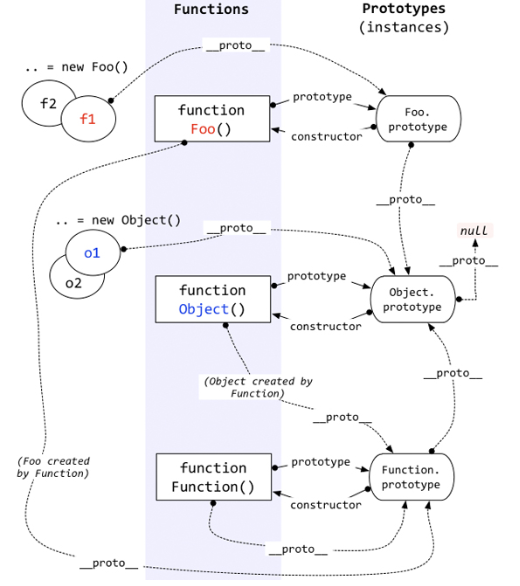 Functions
Prototypes
(instances)
__proto__
.. = new Foo()
f2
f1
function
Foo()
prototype
constructor
Foo.
prototype
__proto__
.. = new Object()
__proto__
null
__proto__
o1
o2
function
Object()
prototype
constructor
Object.
prototype
(Object created by
Function)
__proto__
__proto__
(Foo created
by Function)
function
Function()
prototype
constructor
Function.
prototype
__proto__
__proto__